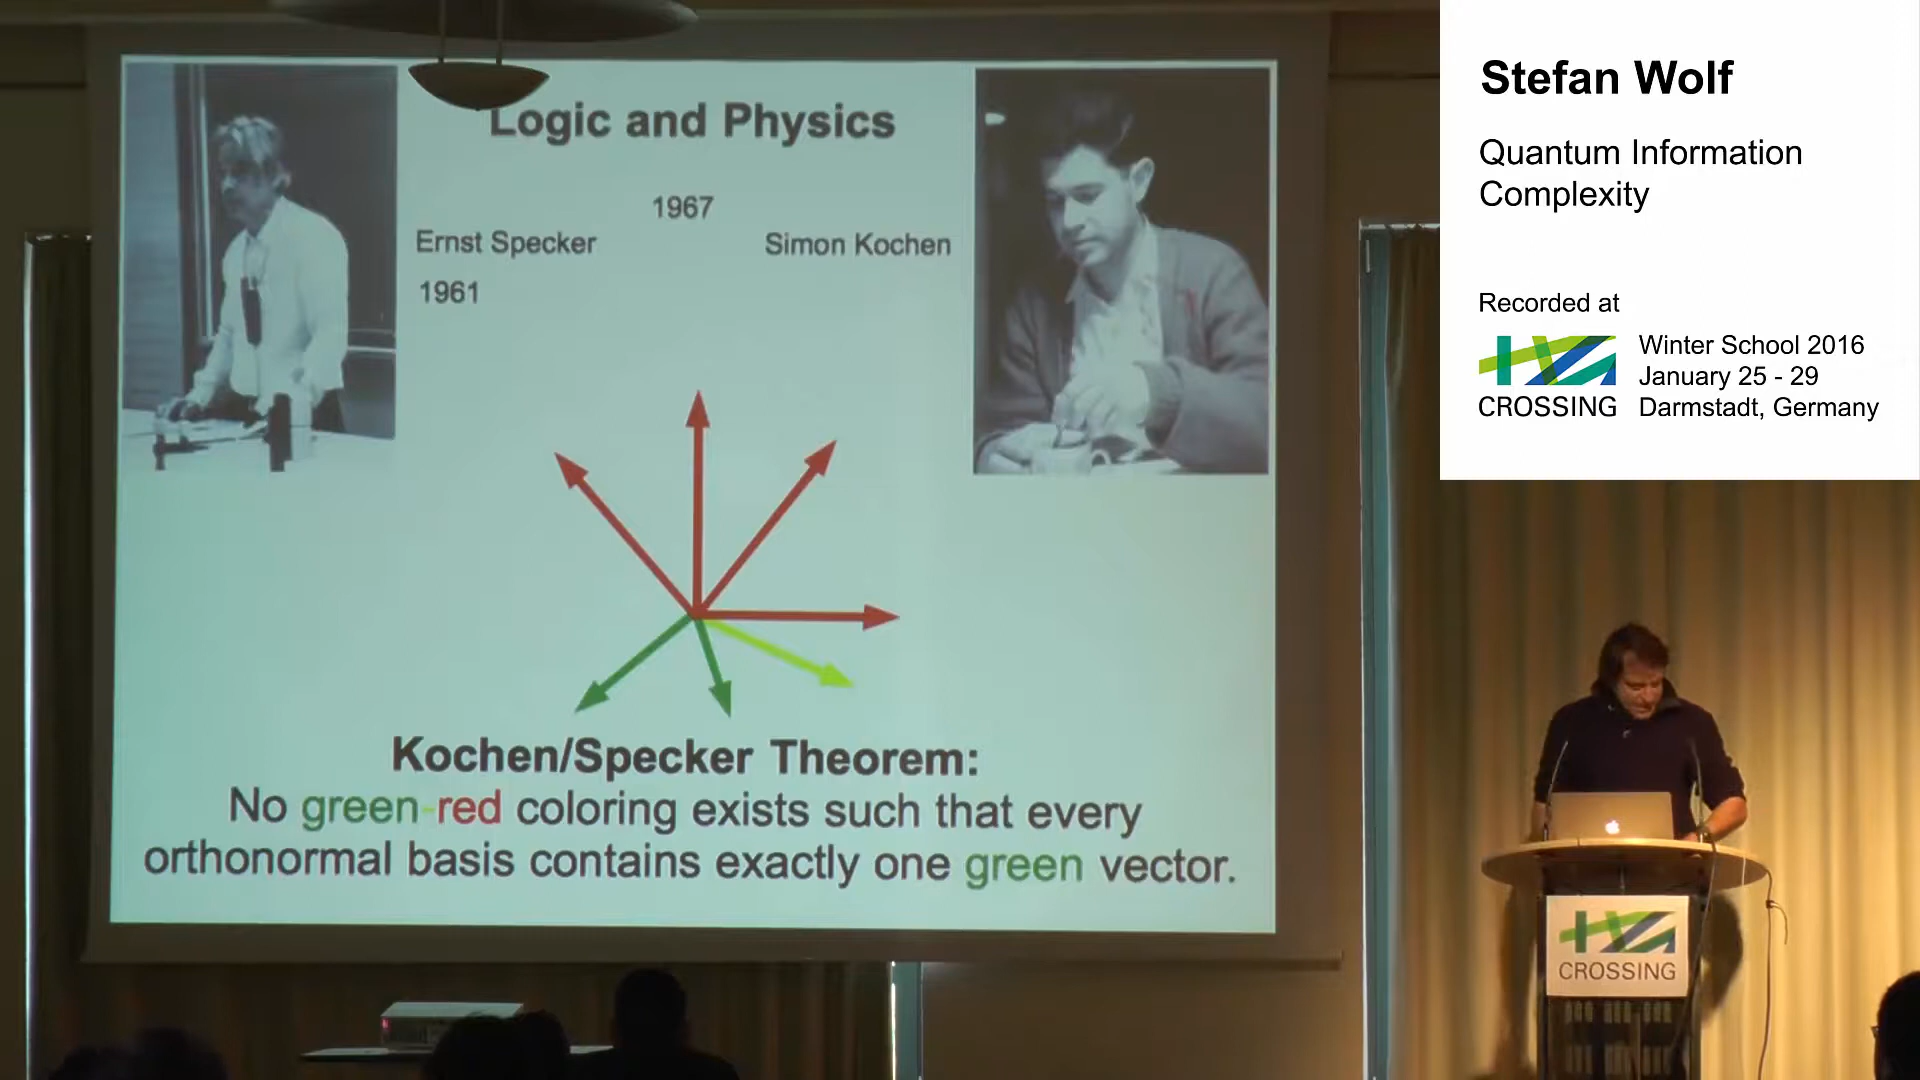 Logic and Physics
1967
Ernst Specker
Simon Kochen
1961
Kochen/Specker Theorem:
No green-red coloring exists such that every
orthonormal basis contains exactly one green vector.
Stefan Wolf
Quantum Information
Complexity
Recorded at
CROSSING
Winter School 2016
January 25 - 29
Darmstadt, Germany
CROSSING